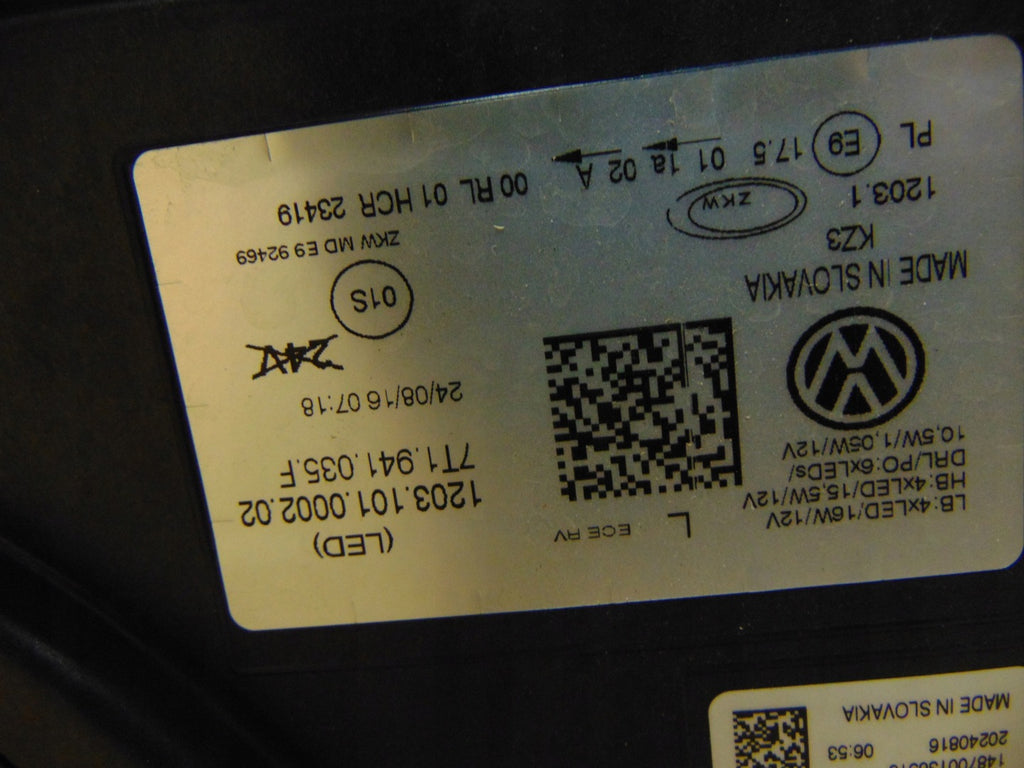 148700
20240816 06:53
MADE IN SLOVAKIA
L ECE RV
(LED)
LB:4xLED/16W/12V
HB:4xLED/15,5W/12V
DRL/PO:6xLEDs/
10,5W/1,05W/12V
1203.101.0002.02
7T1.941.035.F
24/08/16 07:18
24V
01S
MADE IN SLOVAKIA
KZ3
1203.1
ZKW
ZKW MD E9 92469
00 RL 01 HCR 23419
PL E9 17.5 01 1a 02 A